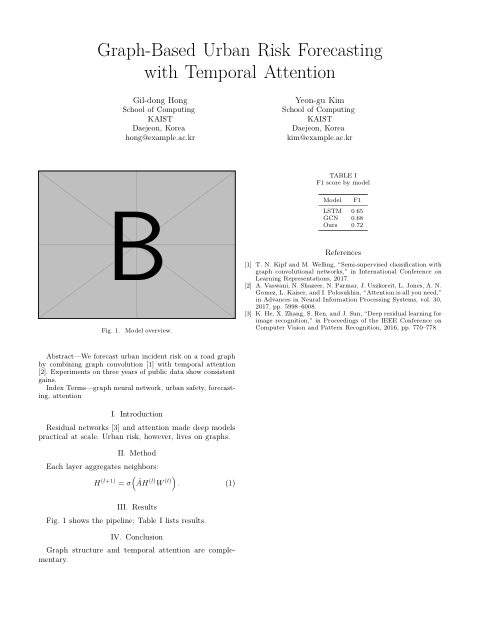 Graph-Based Urban Risk Forecasting
with Temporal Attention
Gil-dong Hong
School of Computing
KAIST
Daejeon, Korea
hong@example.ac.kr
Yeon-gu Kim
School of Computing
KAIST
Daejeon, Korea
kim@example.ac.kr
B
Fig. 1. Model overview.
Abstract—We forecast urban incident risk on a road graph
by combining graph convolution [1] with temporal attention
[2]. Experiments on three years of public data show consistent
gains.
Index Terms—graph neural network, urban safety, forecast-
ing, attention
I. Introduction
Residual networks [3] and attention made deep models
practical at scale. Urban risk, however, lives on graphs.
II. Method
Each layer aggregates neighbors:
H^(l+1) = σ(ÂH^(l)W^(l)). (1)
III. Results
Fig. 1 shows the pipeline; Table I lists results.
IV. Conclusion
Graph structure and temporal attention are comple-
mentary.
TABLE I
F1 score by model
Model F1
LSTM 0.65
GCN 0.68
Ours 0.72
References
[1] T. N. Kipf and M. Welling, “Semi-supervised classification with
graph convolutional networks,” in International Conference on
Learning Representations, 2017.
[2] A. Vaswani, N. Shazeer, N. Parmar, J. Uszkoreit, L. Jones, A. N.
Gomez, L. Kaiser, and I. Polosukhin, “Attention is all you need,”
in Advances in Neural Information Processing Systems, vol. 30,
2017, pp. 5998–6008.
[3] K. He, X. Zhang, S. Ren, and J. Sun, “Deep residual learning for
image recognition,” in Proceedings of the IEEE Conference on
Computer Vision and Pattern Recognition, 2016, pp. 770–778.